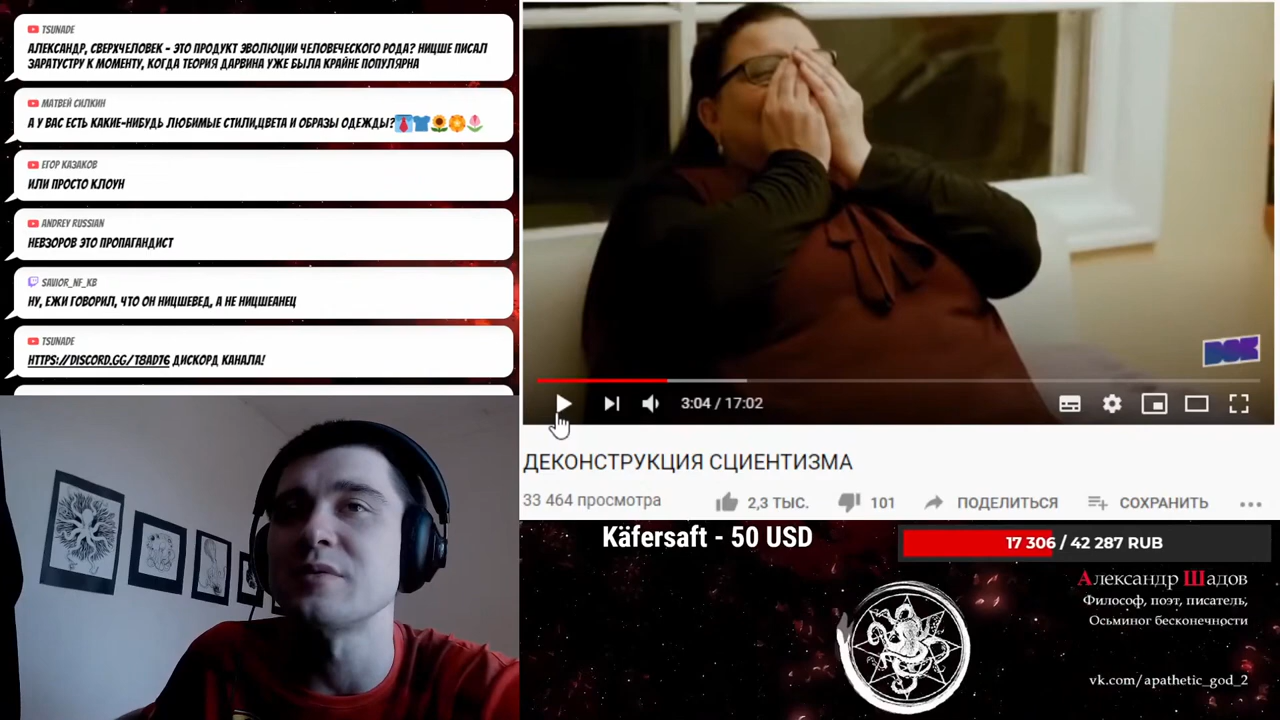 TSUNADE
АЛЕКСАНДР, СВЕРХЧЕЛОВЕК - ЭТО ПРОДУКТ ЭВОЛЮЦИИ ЧЕЛОВЕЧЕСКОГО РОДА? НИЦШЕ ПИСАЛ
ЗАРАТУСТРУ К МОМЕНТУ, КОГДА ТЕОРИЯ ДАРВИНА УЖЕ БЫЛА КРАЙНЕ ПОПУЛЯРНА
МАТВЕЙ СИЛКИН
А У ВАС ЕСТЬ КАКИЕ-НИБУДЬ ЛЮБИМЫЕ СТИЛИ,ЦВЕТА И ОБРАЗЫ ОДЕЖДЫ?
ЕГОР КАЗАКОВ
ИЛИ ПРОСТО КЛОУН
ANDREY RUSSIAN
НЕВЗОРОВ ЭТО ПРОПАГАНДИСТ
SAVIOR_NF_KB
НУ, ЕЖИ ГОВОРИЛ, ЧТО ОН НИЦШЕВЕД, А НЕ НИЦШЕАНЕЦ
TSUNADE
HTTPS://DISCORD.GG/T8AD76 ДИСКОРД КАНАЛА!
3:04 / 17:02
ДЕКОНСТРУКЦИЯ СЦИЕНТИЗМА
33 464 просмотра
2,3 ТЫС.
101
ПОДЕЛИТЬСЯ
СОХРАНИТЬ
Käfersaft - 50 USD
17 306 / 42 287 RUB
Александр Шадов
Философ, поэт, писатель,
Осьминог бесконечности
vk.com/apathetic_god_2